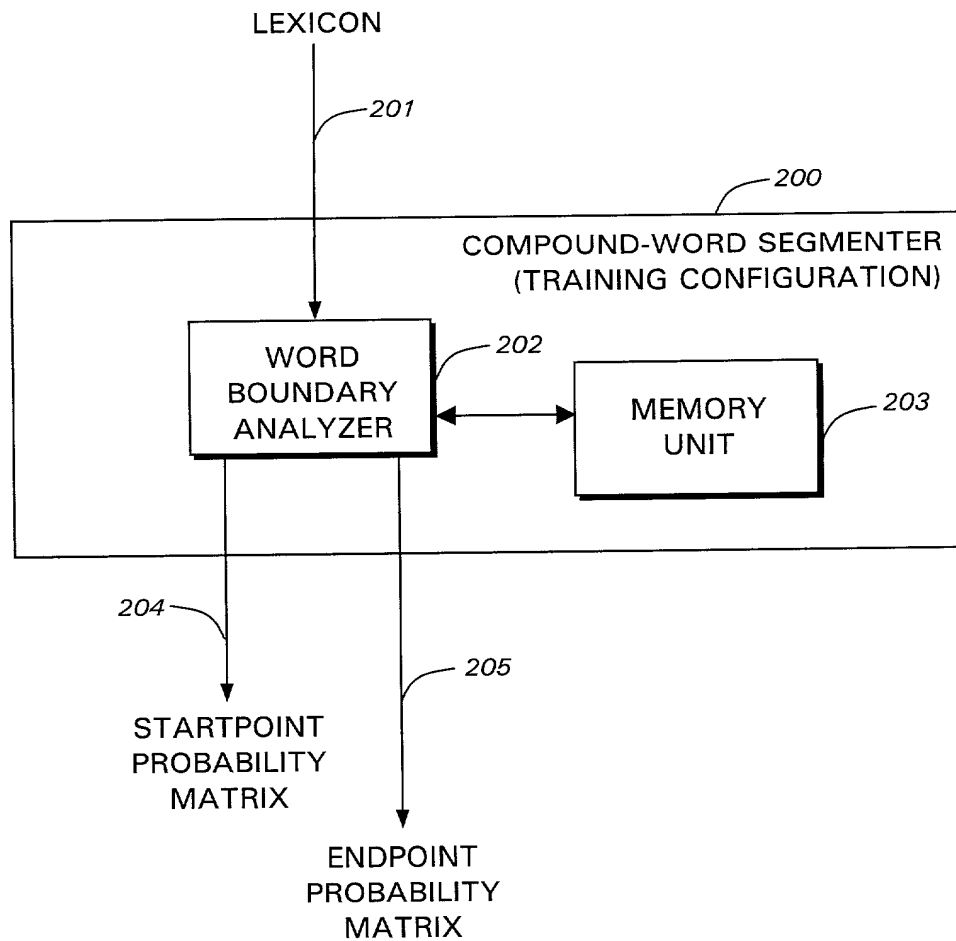 LEXICON
201
200
COMPOUND-WORD SEGMENTER
(TRAINING CONFIGURATION)
WORD
BOUNDARY
ANALYZER
202
MEMORY
UNIT
203
204
205
STARTPOINT
PROBABILITY
MATRIX
ENDPOINT
PROBABILITY
MATRIX